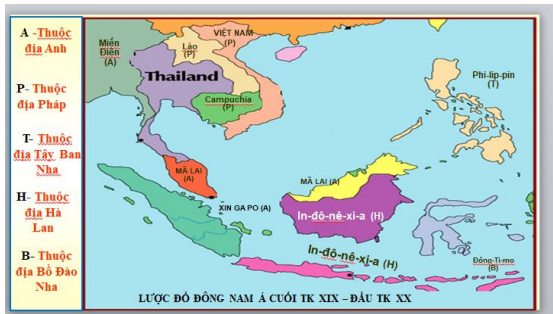 A -Thuộc
địa Anh
P- Thuộc
địa Pháp
T- Thuộc
địa Tây Ban
Nha
H- Thuộc
địa Hà
Lan
B- Thuộc
địa Bồ Đào
Nha
VIỆT NAM
(P)
Miến
Điện
(A)
Lào
(P)
Thailand
Campuchia
(P)
Phi-lip-pin
(T)
MÃ LAI
(A)
MÃ LAI (A)
XIN GA PO (A)
In-đô-nê-xi-a (H)
In-đô-nê-xi-a (H)
Đông-Ti-mo
(B)
LƯỢC ĐỒ ĐÔNG NAM Á CUỐI TK XIX – ĐẦU TK XX